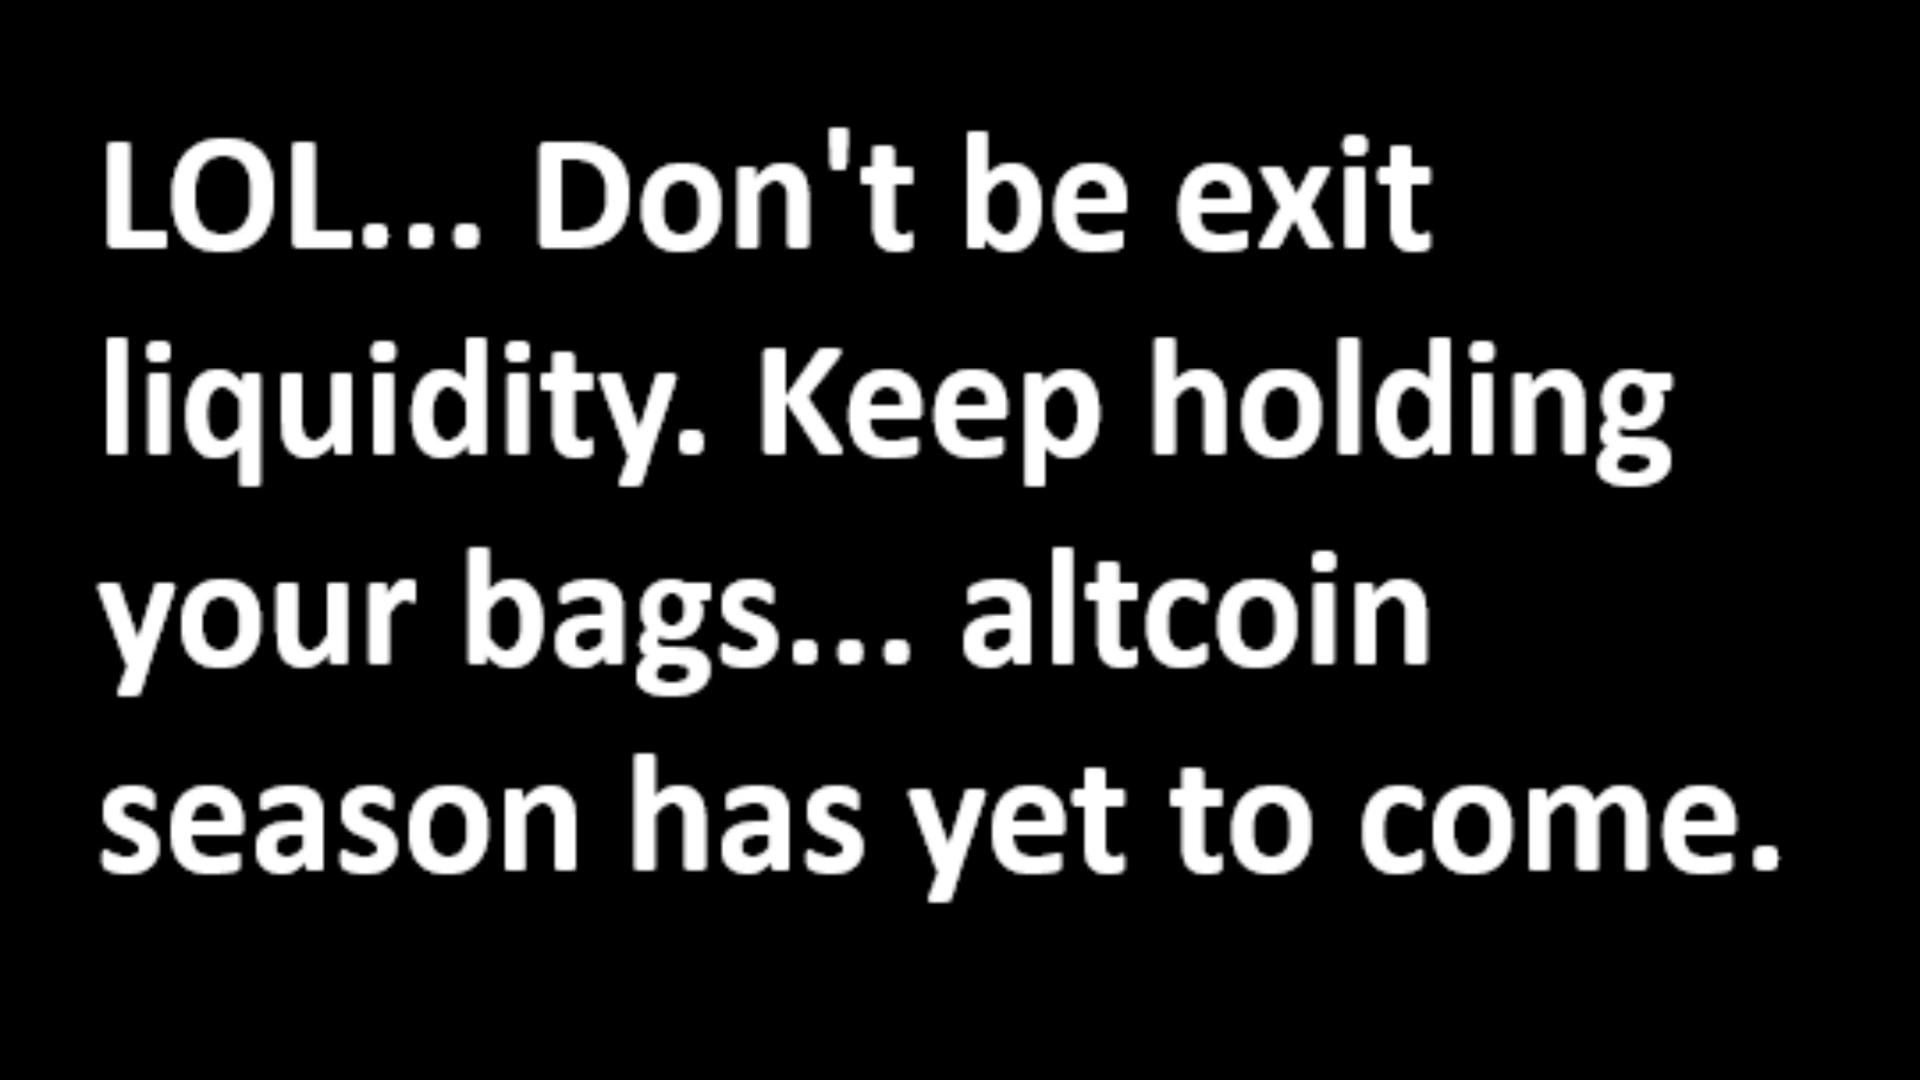 LOL... Don't be exit
liquidity. Keep holding
your bags... altcoin
season has yet to come.